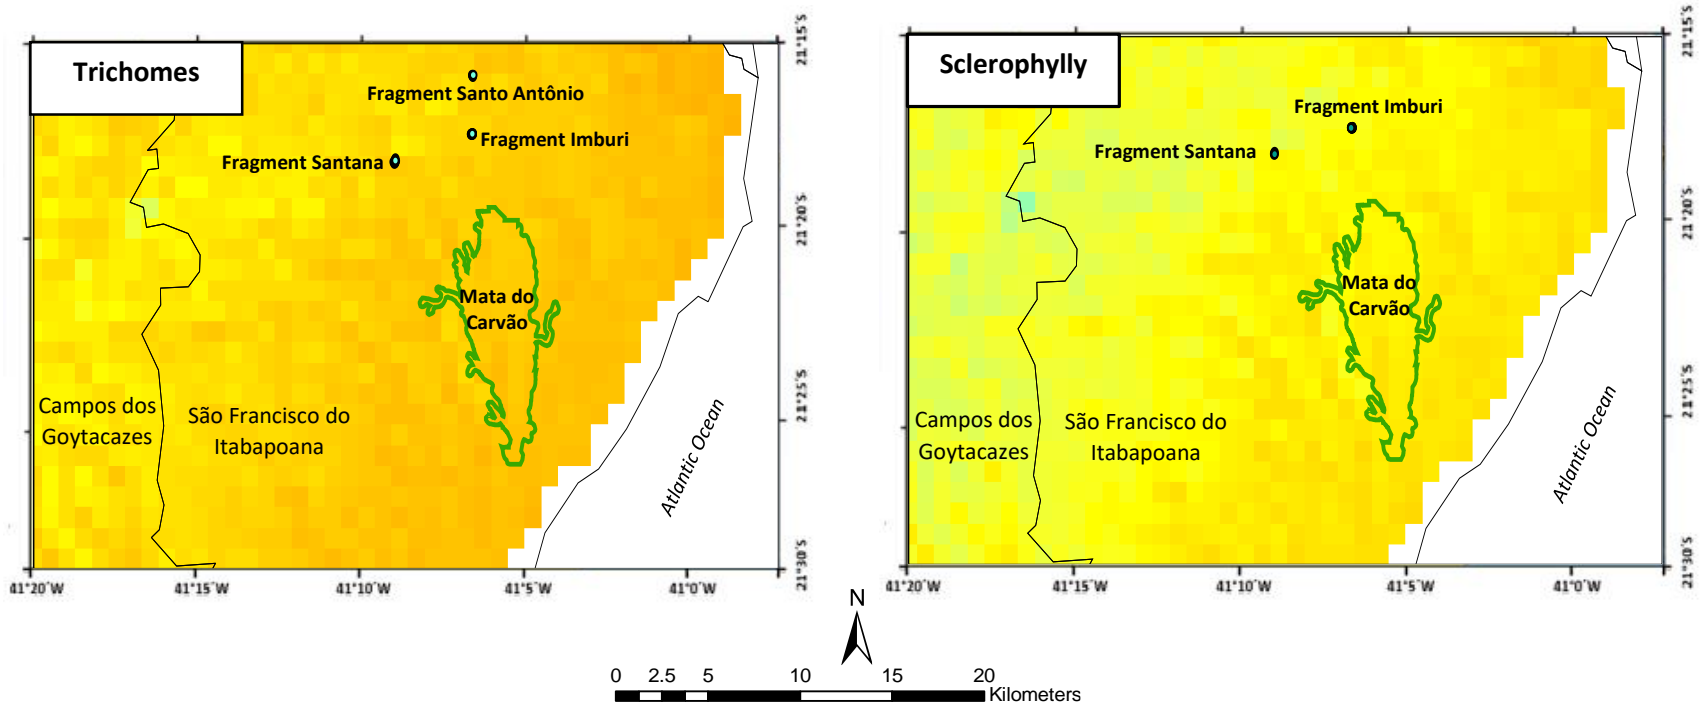 Trichomes
Fragment Santo Antônio
Fragment Imburi
Fragment Santana
Mata do
Carvão
Campos dos
Goytacazes
São Francisco do
Itabapoana
Atlantic Ocean
21°15'S
21°20'S
21°25'S
21°30'S
41°20'W
41°15'W
41°10'W
41°5'W
41°0'W
Sclerophylly
Fragment Imburi
Fragment Santana
Mata do
Carvão
Campos dos
Goytacazes
São Francisco do
Itabapoana
Atlantic Ocean
21°15'S
21°20'S
21°25'S
21°30'S
41°20'W
41°15'W
41°10'W
41°5'W
41°0'W
N
0 2.5 5 10 15 20
Kilometers